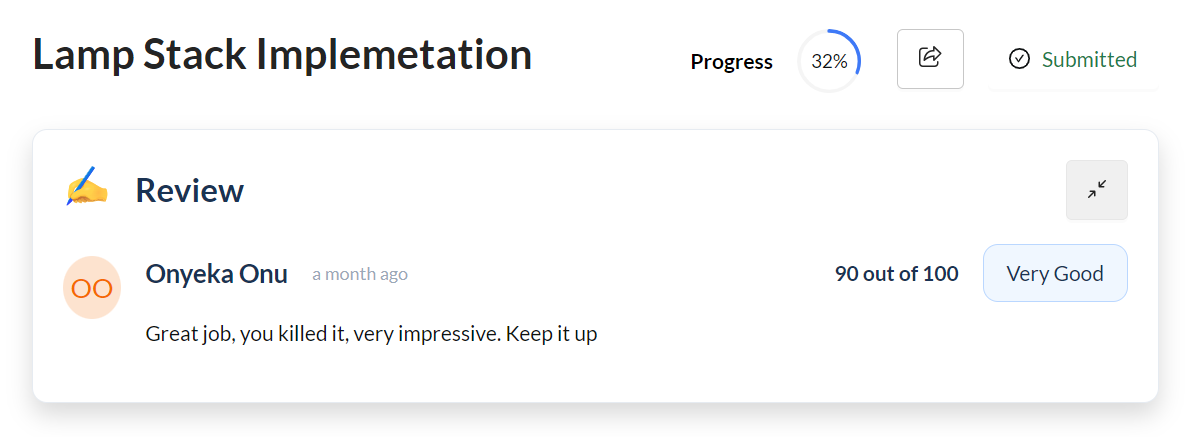 Lamp Stack Implemetation
Progress
32%
Submitted
Review
OO
Onyeka Onu
a month ago
90 out of 100
Very Good
Great job, you killed it, very impressive. Keep it up